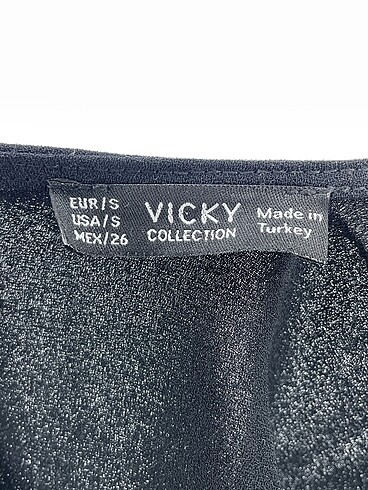 EUR/S
USA/S
MEX/26
VICKY
COLLECTION
Made in
Turkey